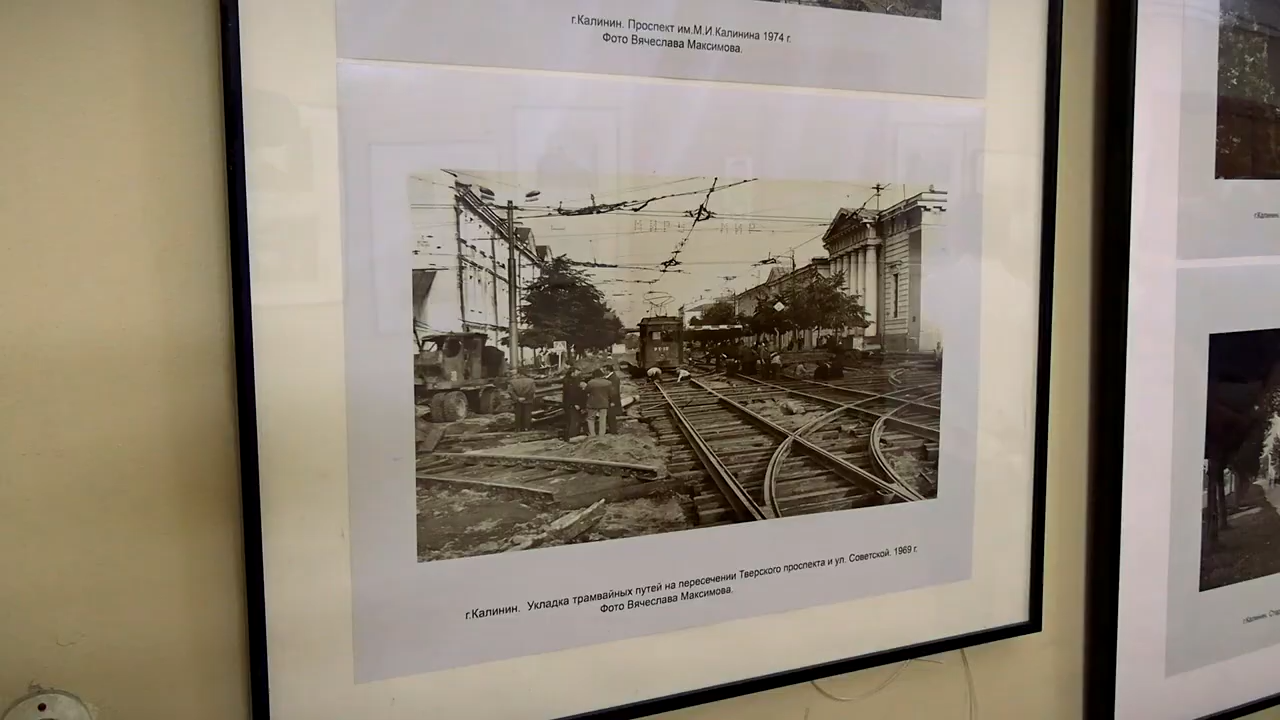 г.Калинин. Проспект им.М.И.Калинина 1974 г.
Фото Вячеслава Максимова.
МИРУ МИР
г.Калинин. Укладка трамвайных путей на пересечении Тверского проспекта и ул. Советской. 1969 г.
Фото Вячеслава Максимова.
г.Калинин.